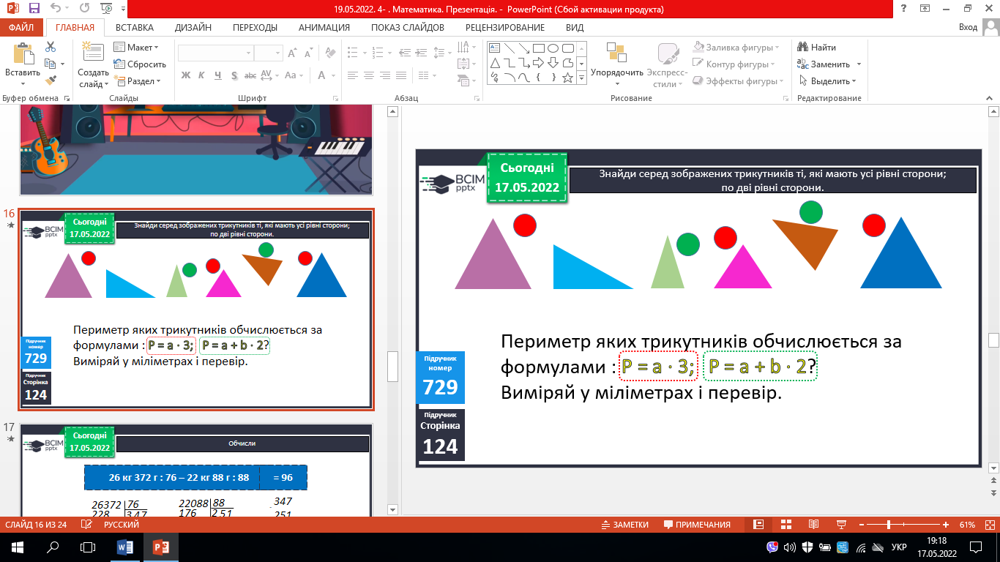 19.05.2022. 4- . Математика. Презентація. - PowerPoint (Сбой активации продукта)
ФАЙЛ ГЛАВНАЯ ВСТАВКА ДИЗАЙН ПЕРЕХОДЫ АНИМАЦИЯ ПОКАЗ СЛАЙДОВ РЕЦЕНЗИРОВАНИЕ ВИД Вход
Вставить
Буфер обмена
Создать
слайд
Макет
Сбросить
Раздел
Слайды
Ж К Ч S abc AV Aa A
Шрифт
Абзац
Упорядочить
Экспресс-
стили
Заливка фигуры
Контур фигуры
Эффекты фигуры
Рисование
Найти
Заменить
Выделить
Редактирование
16
Сьогодні
17.05.2022
ВСІМ
pptx
Знайди серед зображених трикутників ті, які мають усі рівні сторони;
по дві рівні сторони.
Периметр яких трикутників обчислюється за
формулами : P = a · 3; P = a + b · 2?
Виміряй у міліметрах і перевір.
Підручник
номер
729
Підручник
Сторінка
124
17
Сьогодні
17.05.2022
ВСІМ
pptx
Обчисли
26 кг 372 г : 76 – 22 кг 88 г : 88 = 96
26372 76 22088 88 347
228 347 176 251 251
Сьогодні
17.05.2022
ВСІМ
pptx
Знайди серед зображених трикутників ті, які мають усі рівні сторони;
по дві рівні сторони.
Периметр яких трикутників обчислюється за
формулами : P = a · 3; P = a + b · 2?
Виміряй у міліметрах і перевір.
Підручник
номер
729
Підручник
Сторінка
124
СЛАЙД 16 ИЗ 24 РУССКИЙ ЗАМЕТКИ ПРИМЕЧАНИЯ 61%
УКР
19:18
17.05.2022